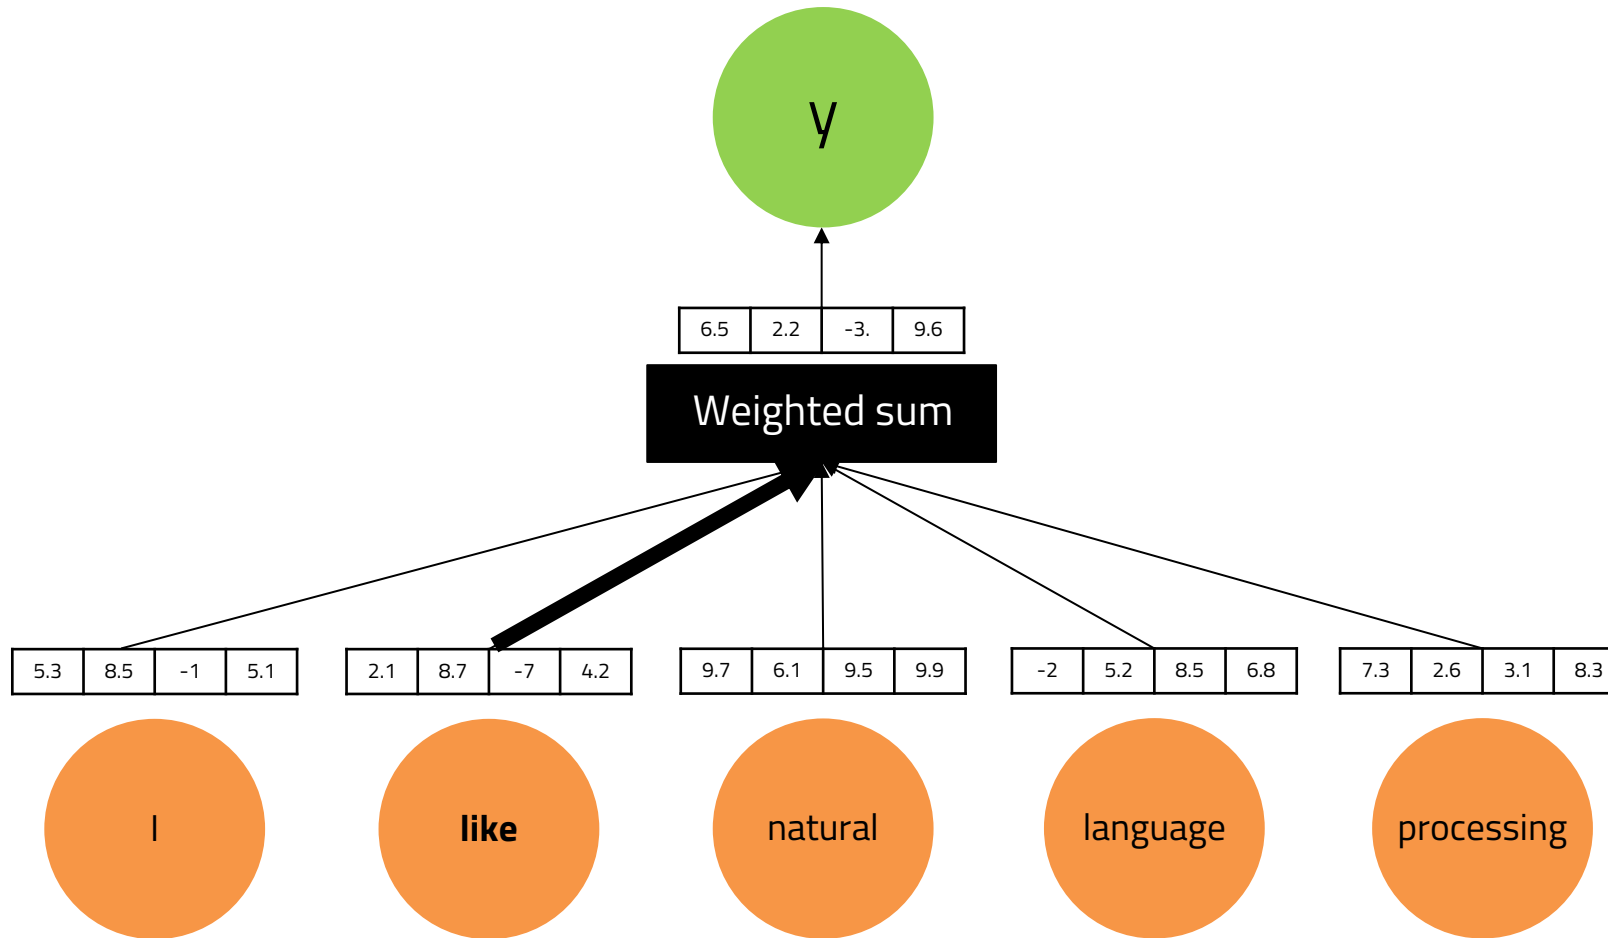 y
6.5 2.2 -3. 9.6
Weighted sum
5.3 8.5 -1 5.1 2.1 8.7 -7 4.2 9.7 6.1 9.5 9.9 -2 5.2 8.5 6.8 7.3 2.6 3.1 8.3
I like natural language processing